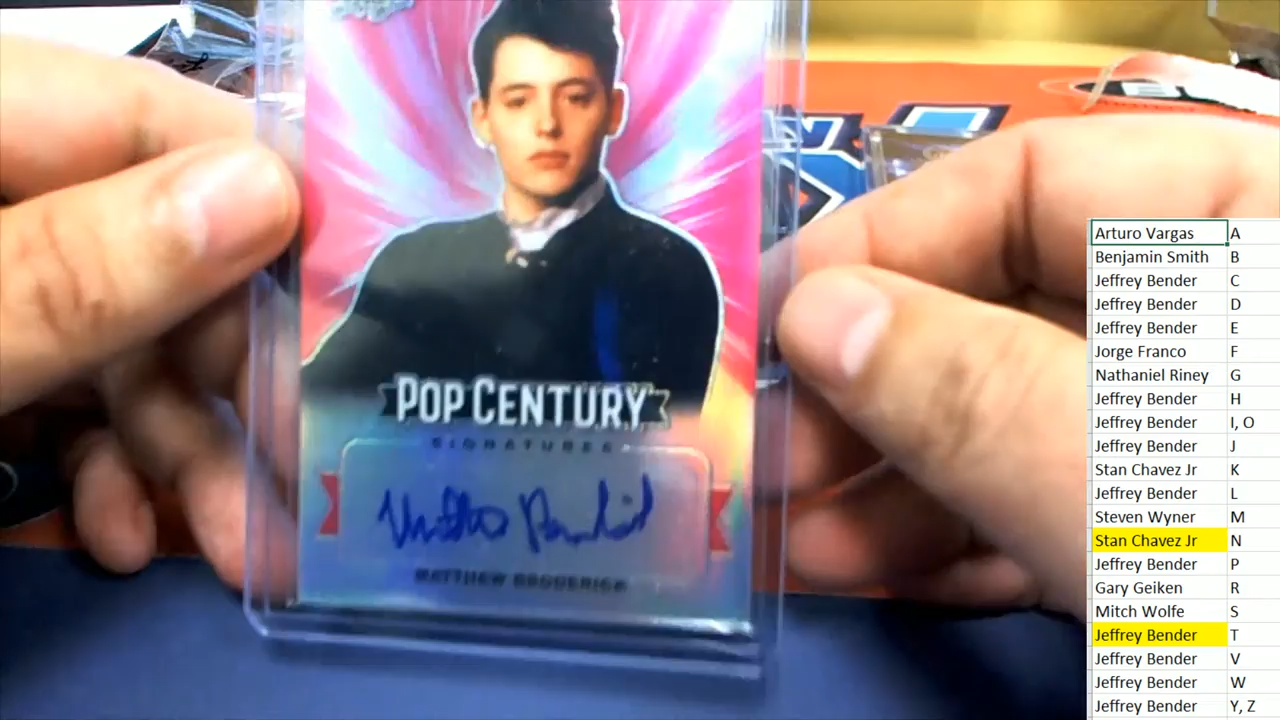 POP CENTURY
SIGNATURES
MATTHEW BRODERICK
Arturo Vargas A
Benjamin Smith B
Jeffrey Bender C
Jeffrey Bender D
Jeffrey Bender E
Jorge Franco F
Nathaniel Riney G
Jeffrey Bender H
Jeffrey Bender I, O
Jeffrey Bender J
Stan Chavez Jr K
Jeffrey Bender L
Steven Wyner M
Stan Chavez Jr N
Jeffrey Bender P
Gary Geiken R
Mitch Wolfe S
Jeffrey Bender T
Jeffrey Bender V
Jeffrey Bender W
Jeffrey Bender Y, Z